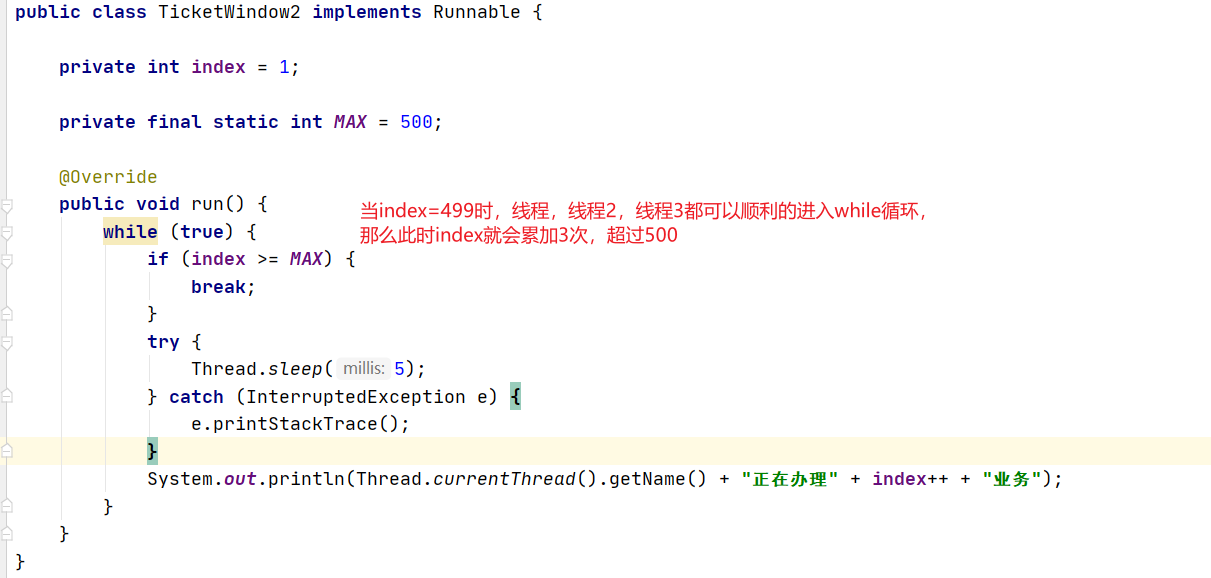 public class TicketWindow2 implements Runnable {
private int index = 1;
private final static int MAX = 500;
@Override
public void run() {
当index=499时，线程，线程2，线程3都可以顺利的进入while循环，
那么此时index就会累加3次，超过500
while (true) {
if (index >= MAX) {
break;
}
try {
Thread.sleep( millis: 5);
} catch (InterruptedException e) {
e.printStackTrace();
}
System.out.println(Thread.currentThread().getName() + "正在办理" + index++ + "业务");
}
}
}